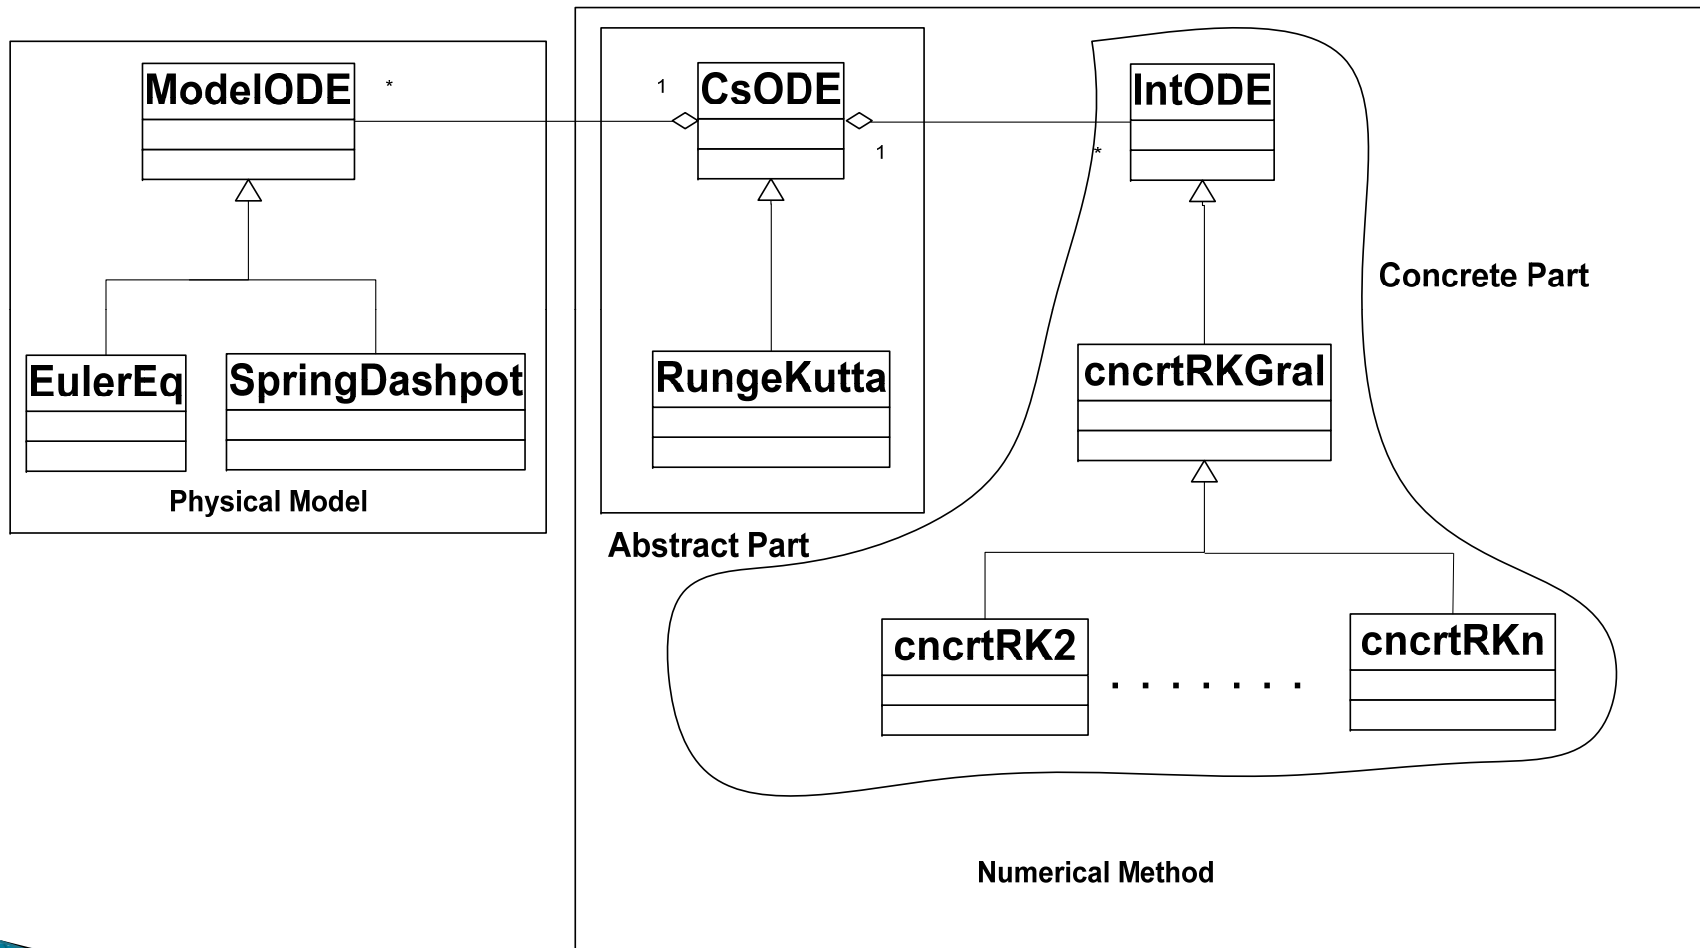 ModelODE
*
1
CsODE
1
*
IntODE
EulerEq
SpringDashpot
Physical Model
RungeKutta
Abstract Part
cncrtRKGral
Concrete Part
cncrtRK2
. . . . . . .
cncrtRKn
Numerical Method